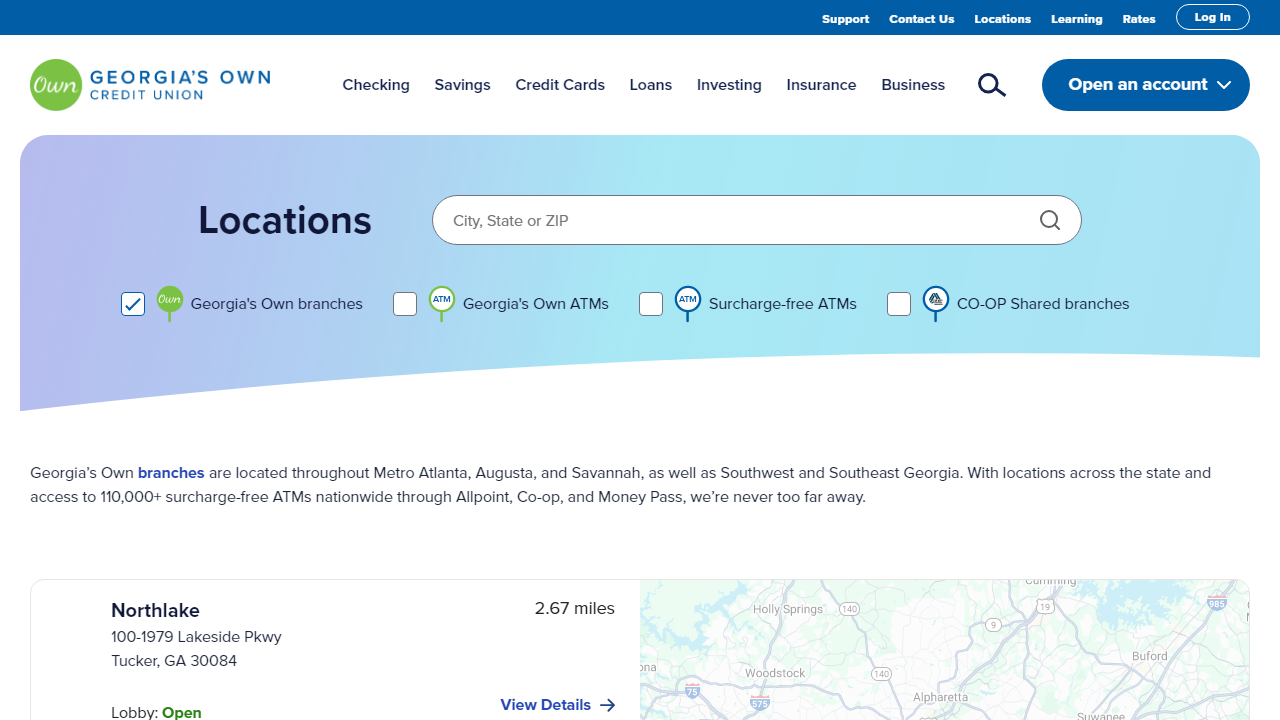 Support Contact Us Locations Learning Rates Log In
Own GEORGIA'S OWN
CREDIT UNION
Checking Savings Credit Cards Loans Investing Insurance Business
Open an account
Locations
City, State or ZIP
Own Georgia's Own branches
ATM Georgia's Own ATMs
ATM Surcharge-free ATMs
CO-OP Shared branches
Georgia’s Own branches are located throughout Metro Atlanta, Augusta, and Savannah, as well as Southwest and Southeast Georgia. With locations across the state and
access to 110,000+ surcharge-free ATMs nationwide through Allpoint, Co-op, and Money Pass, we’re never too far away.
Northlake
2.67 miles
100-1979 Lakeside Pkwy
Tucker, GA 30084
View Details
Lobby: Open
Cumming
Holly Springs
140
19
985
9
Buford
Woodstock
140
75
575
Alpharetta
Suwanee